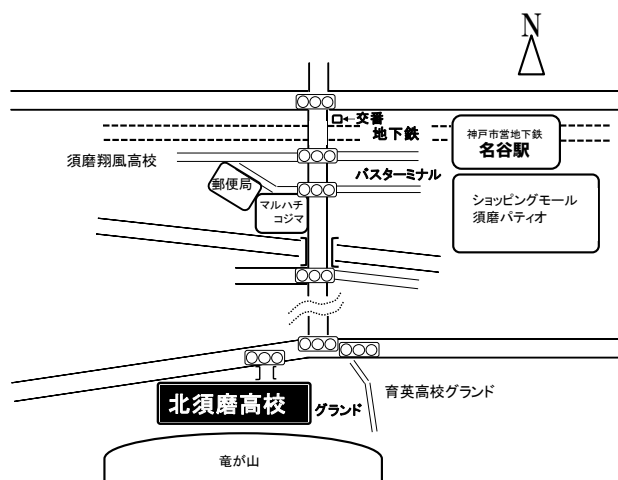 N
←交番
地下鉄
神戸市営地下鉄
名谷駅
須磨翔風高校
バスターミナル
郵便局
マルハチ
コジマ
ショッピングモール
須磨パティオ
北須磨高校
グランド
育英高校グランド
竜が山